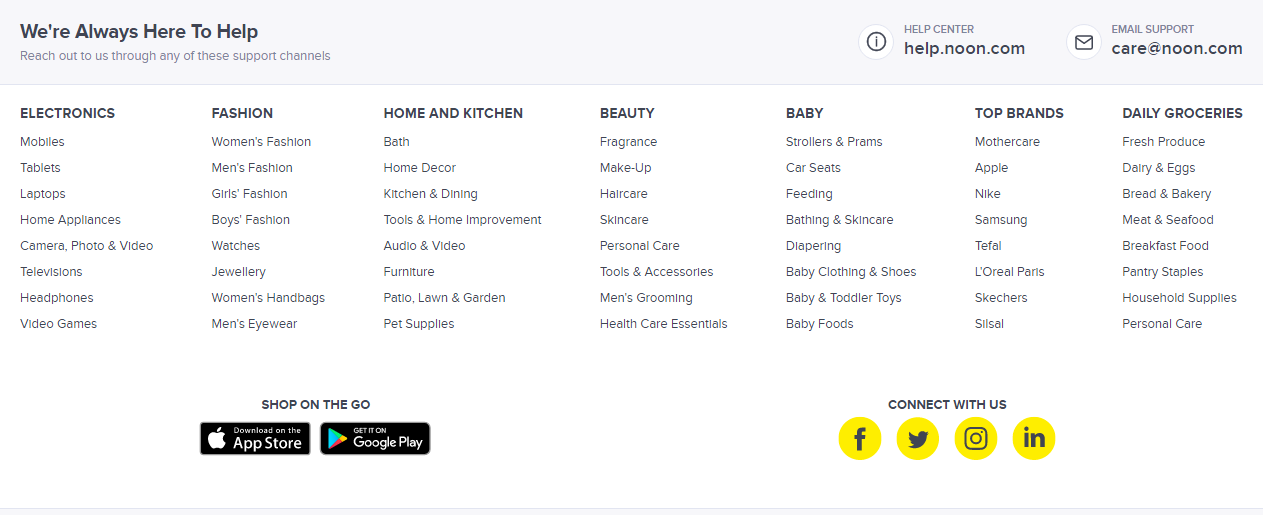 We're Always Here To Help
Reach out to us through any of these support channels
HELP CENTER
help.noon.com
EMAIL SUPPORT
care@noon.com
ELECTRONICS
Mobiles
Tablets
Laptops
Home Appliances
Camera, Photo & Video
Televisions
Headphones
Video Games
FASHION
Women's Fashion
Men's Fashion
Girls' Fashion
Boys' Fashion
Watches
Jewellery
Women's Handbags
Men's Eyewear
HOME AND KITCHEN
Bath
Home Decor
Kitchen & Dining
Tools & Home Improvement
Audio & Video
Furniture
Patio, Lawn & Garden
Pet Supplies
BEAUTY
Fragrance
Make-Up
Haircare
Skincare
Personal Care
Tools & Accessories
Men's Grooming
Health Care Essentials
BABY
Strollers & Prams
Car Seats
Feeding
Bathing & Skincare
Diapering
Baby Clothing & Shoes
Baby & Toddler Toys
Baby Foods
TOP BRANDS
Mothercare
Apple
Nike
Samsung
Tefal
L'Oreal Paris
Skechers
Silsal
DAILY GROCERIES
Fresh Produce
Dairy & Eggs
Bread & Bakery
Meat & Seafood
Breakfast Food
Pantry Staples
Household Supplies
Personal Care
SHOP ON THE GO
Download on the
App Store
GET IT ON
Google Play
CONNECT WITH US
f
in